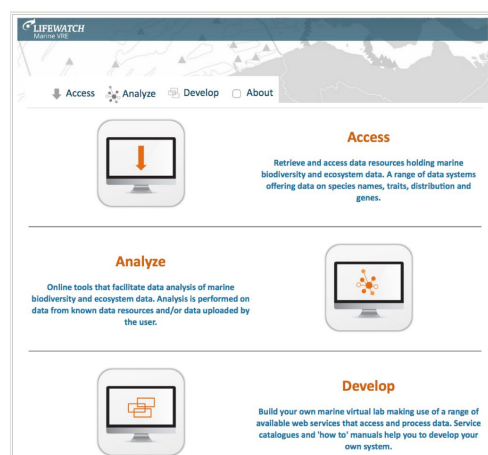 LIFEWATCH
Marine VRE
Access Analyze Develop About
Access
Retrieve and access data resources holding marine
biodiversity and ecosystem data. A range of data systems
offering data on species names, traits, distribution and
genes.
Analyze
Online tools that facilitate data analysis of marine
biodiversity and ecosystem data. Analysis is performed on
data from known data resources and/or data uploaded by
the user.
Develop
Build your own marine virtual lab making use of a range of
available web services that access and process data. Service
catalogues and 'how to' manuals help you to develop your
own system.